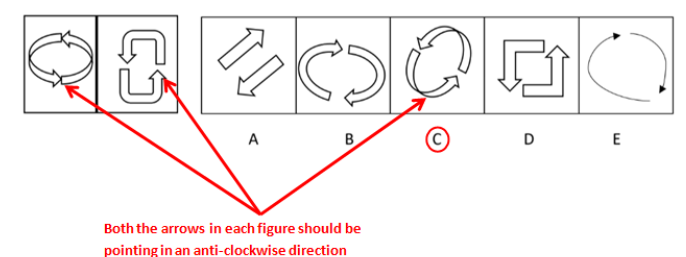 A B C D E
Both the arrows in each figure should be
pointing in an anti-clockwise direction